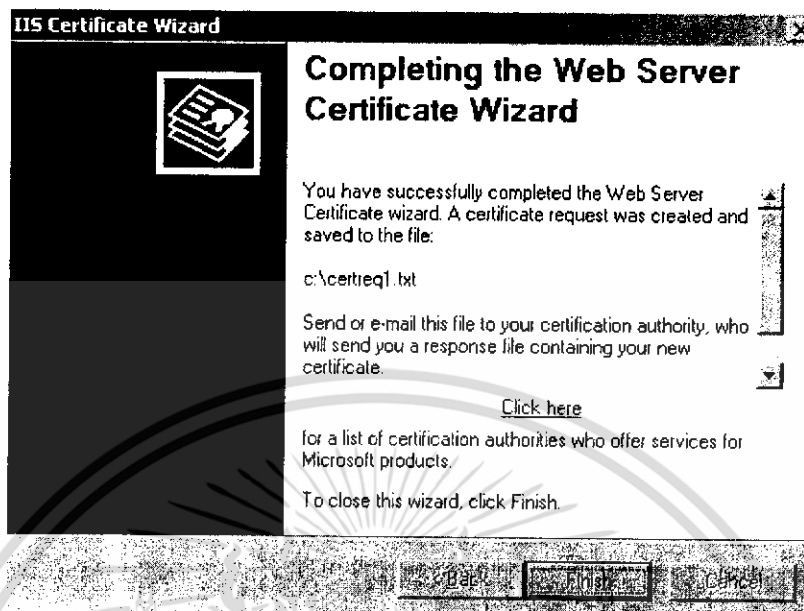 IIS Certificate Wizard
Completing the Web Server
Certificate Wizard
You have successfully completed the Web Server
Certificate wizard. A certificate request was created and
saved to the file:
c:\certreq1.txt
Send or e-mail this file to your certification authority, who
will send you a response file containing your new
certificate.
Click here
for a list of certification authorities who offer services for
Microsoft products.
To close this wizard, click Finish.
< Back Finish Cancel